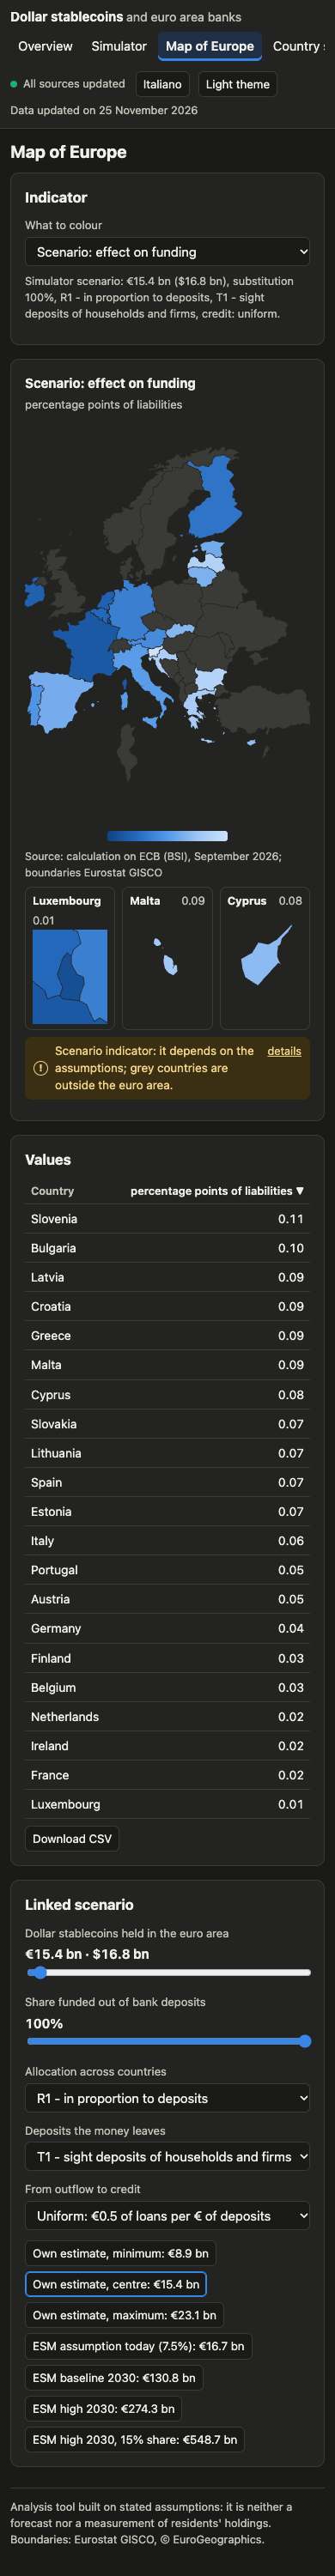 Dollar stablecoins and euro area banks
Overview Simulator Map of Europe Country
All sources updated Italiano Light theme
Data updated on 25 November 2026
Map of Europe
Indicator
What to colour
Scenario: effect on funding
Simulator scenario: €15.4 bn ($16.8 bn), substitution
100%, R1 - in proportion to deposits, T1 - sight
deposits of households and firms, credit: uniform.
Scenario: effect on funding
percentage points of liabilities
Source: calculation on ECB (BSI), September 2026;
boundaries Eurostat GISCO
Luxembourg
0.01
Malta 0.09
Cyprus 0.08
Scenario indicator: it depends on the
assumptions; grey countries are
outside the euro area.
details
Values
Country percentage points of liabilities ▼
Slovenia 0.11
Bulgaria 0.10
Latvia 0.09
Croatia 0.09
Greece 0.09
Malta 0.09
Cyprus 0.08
Slovakia 0.07
Lithuania 0.07
Spain 0.07
Estonia 0.07
Italy 0.06
Portugal 0.05
Austria 0.05
Germany 0.04
Finland 0.03
Belgium 0.03
Netherlands 0.02
Ireland 0.02
France 0.02
Luxembourg 0.01
Download CSV
Linked scenario
Dollar stablecoins held in the euro area
€15.4 bn · $16.8 bn
Share funded out of bank deposits
100%
Allocation across countries
R1 - in proportion to deposits
Deposits the money leaves
T1 - sight deposits of households and firms
From outflow to credit
Uniform: €0.5 of loans per € of deposits
Own estimate, minimum: €8.9 bn
Own estimate, centre: €15.4 bn
Own estimate, maximum: €23.1 bn
ESM assumption today (7.5%): €16.7 bn
ESM baseline 2030: €130.8 bn
ESM high 2030: €274.3 bn
ESM high 2030, 15% share: €548.7 bn
Analysis tool built on stated assumptions: it is neither a
forecast nor a measurement of residents' holdings.
Boundaries: Eurostat GISCO, © EuroGeographics.